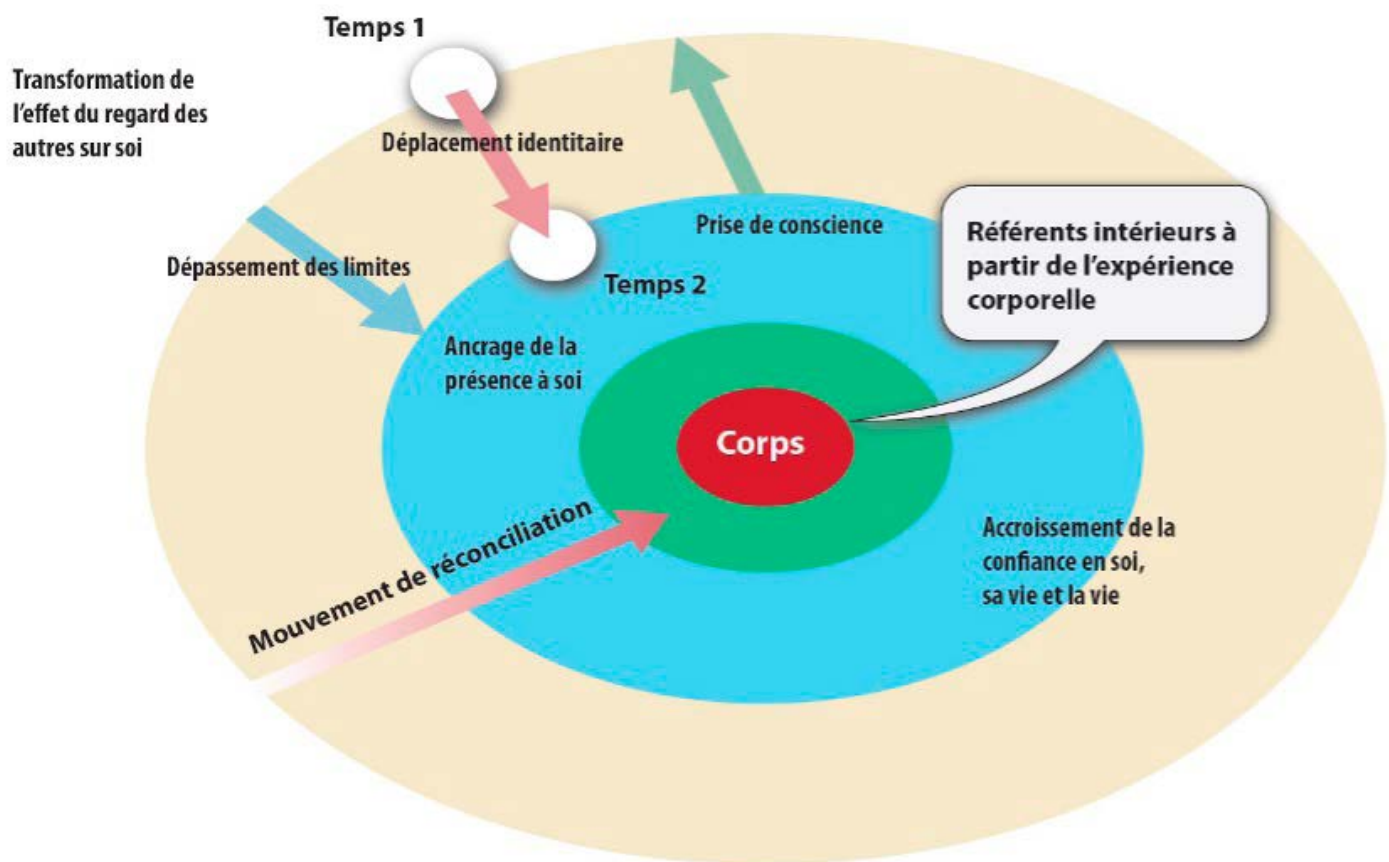 Temps 1
Transformation de
l’effet du regard des
autres sur soi
Déplacement identitaire
Prise de conscience
Référents intérieurs à
partir de l’expérience
corporelle
Dépassement des limites
Temps 2
Ancrage de la
présence à soi
Corps
Mouvement de réconciliation
Accroissement de la
confiance en soi,
sa vie et la vie